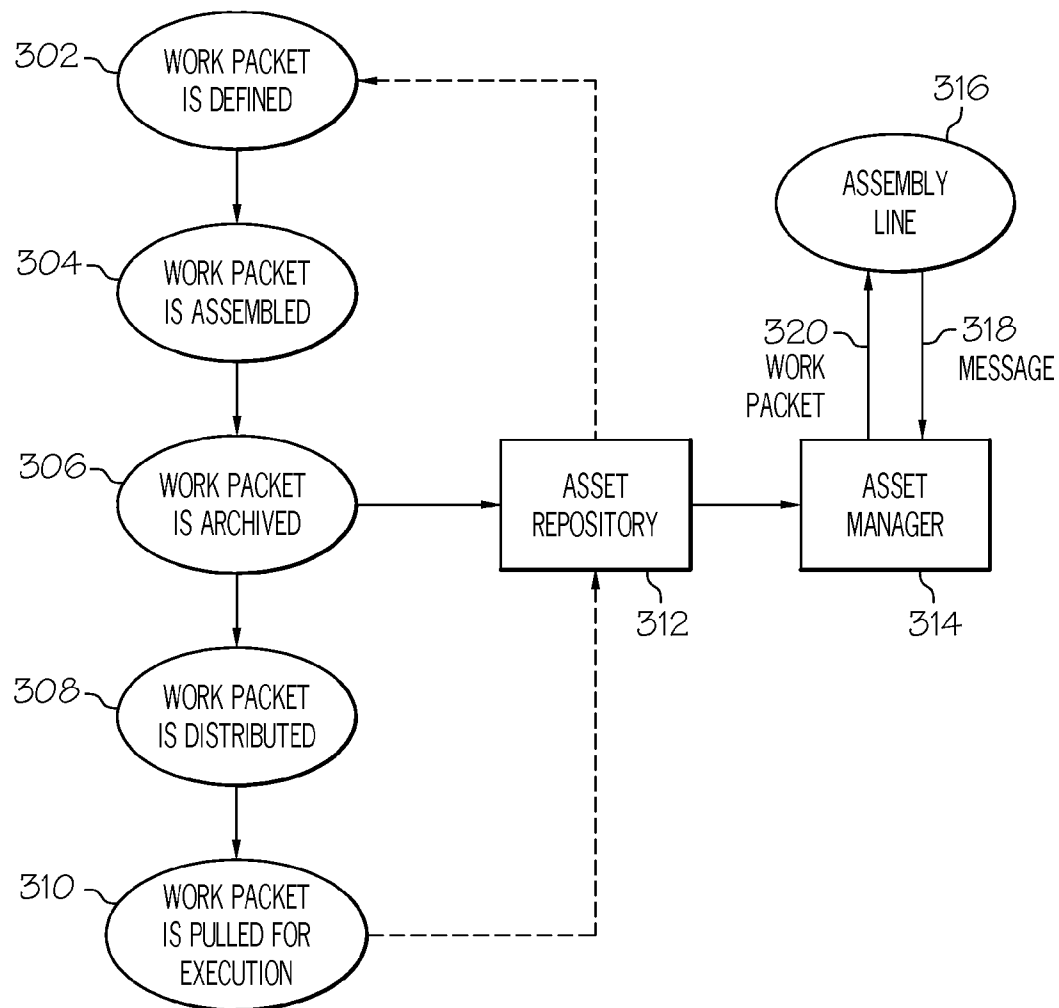 302
WORK PACKET
IS DEFINED
316
ASSEMBLY
LINE
304
WORK PACKET
IS ASSEMBLED
320
WORK
PACKET
318
MESSAGE
306
WORK PACKET
IS ARCHIVED
ASSET
REPOSITORY
312
ASSET
MANAGER
314
308
WORK PACKET
IS DISTRIBUTED
310
WORK PACKET
IS PULLED FOR
EXECUTION